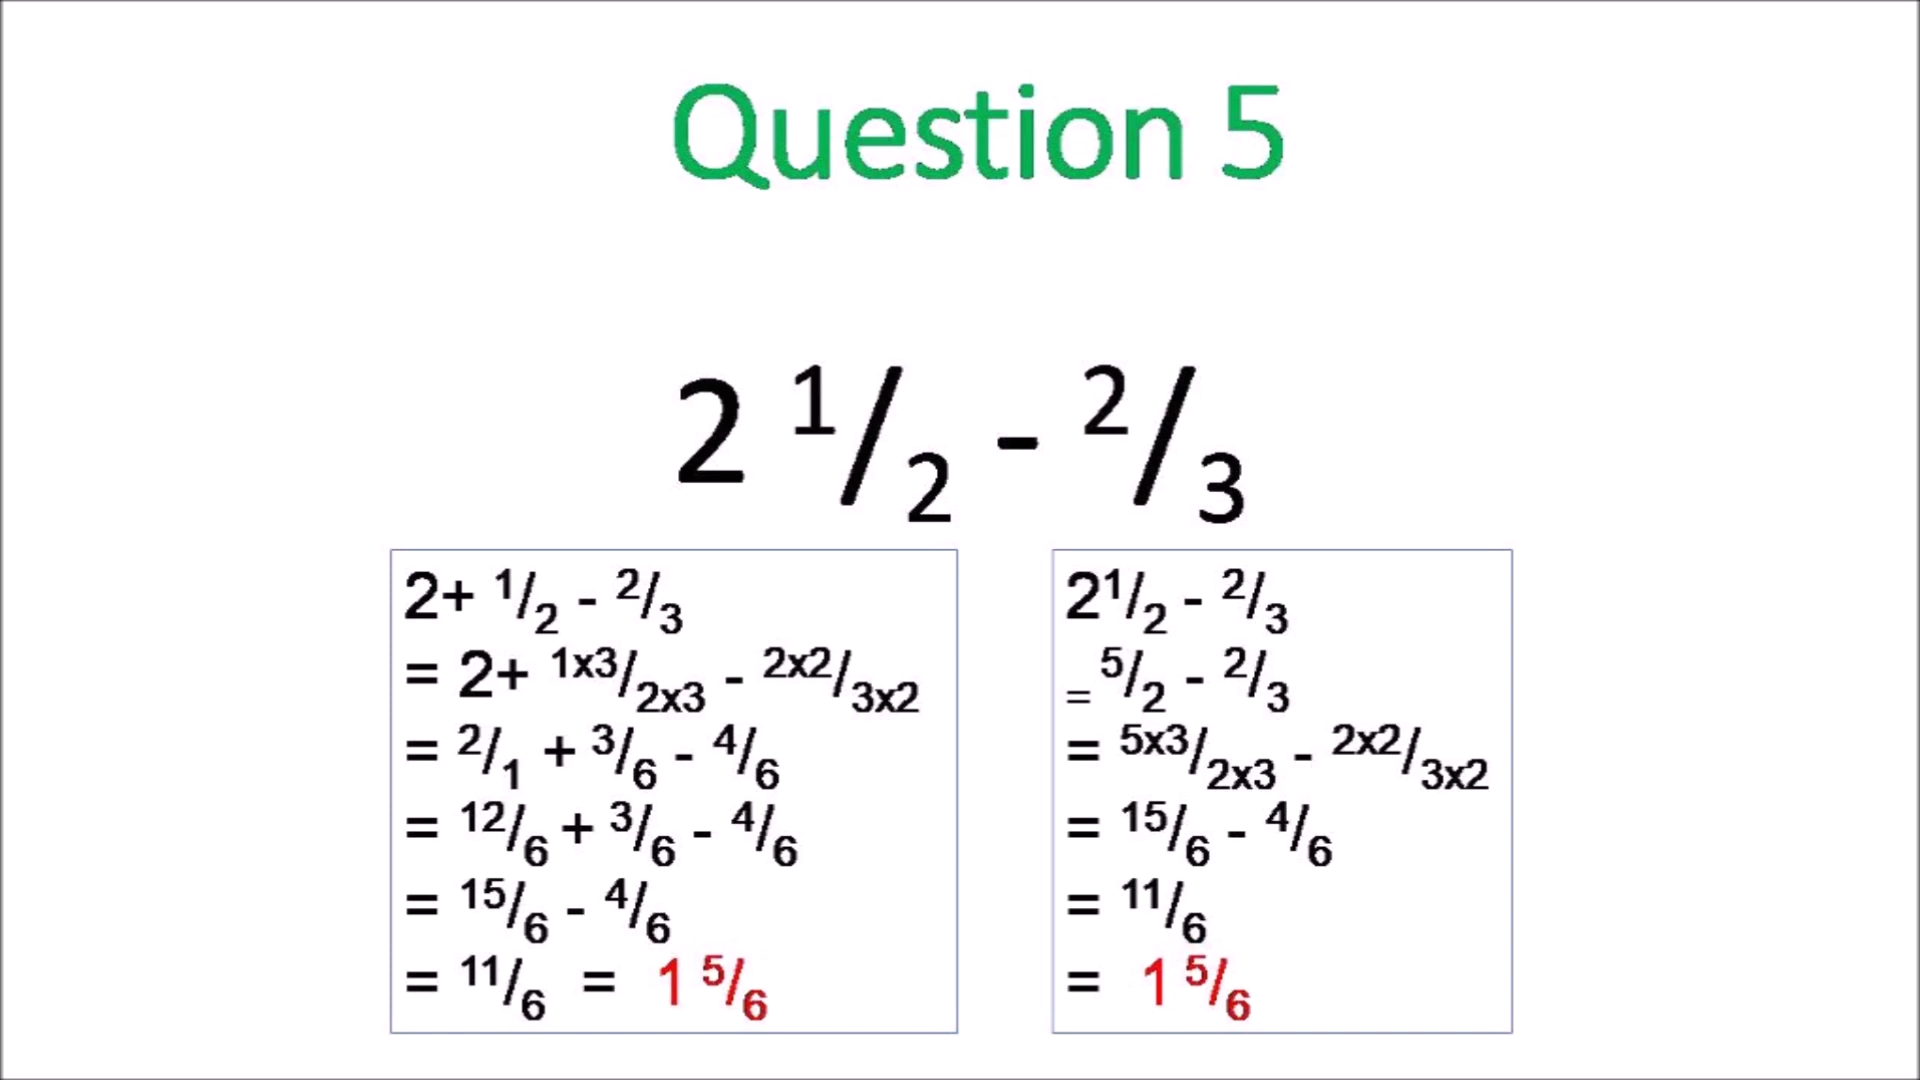 Question 5
2 1/2 - 2/3
2+ 1/2 - 2/3
= 2+ 1x3/2x3 - 2x2/3x2
= 2/1 + 3/6 - 4/6
= 12/6 + 3/6 - 4/6
= 15/6 - 4/6
= 11/6 = 1 5/6
21/2 - 2/3
= 5/2 - 2/3
= 5x3/2x3 - 2x2/3x2
= 15/6 - 4/6
= 11/6
= 1 5/6